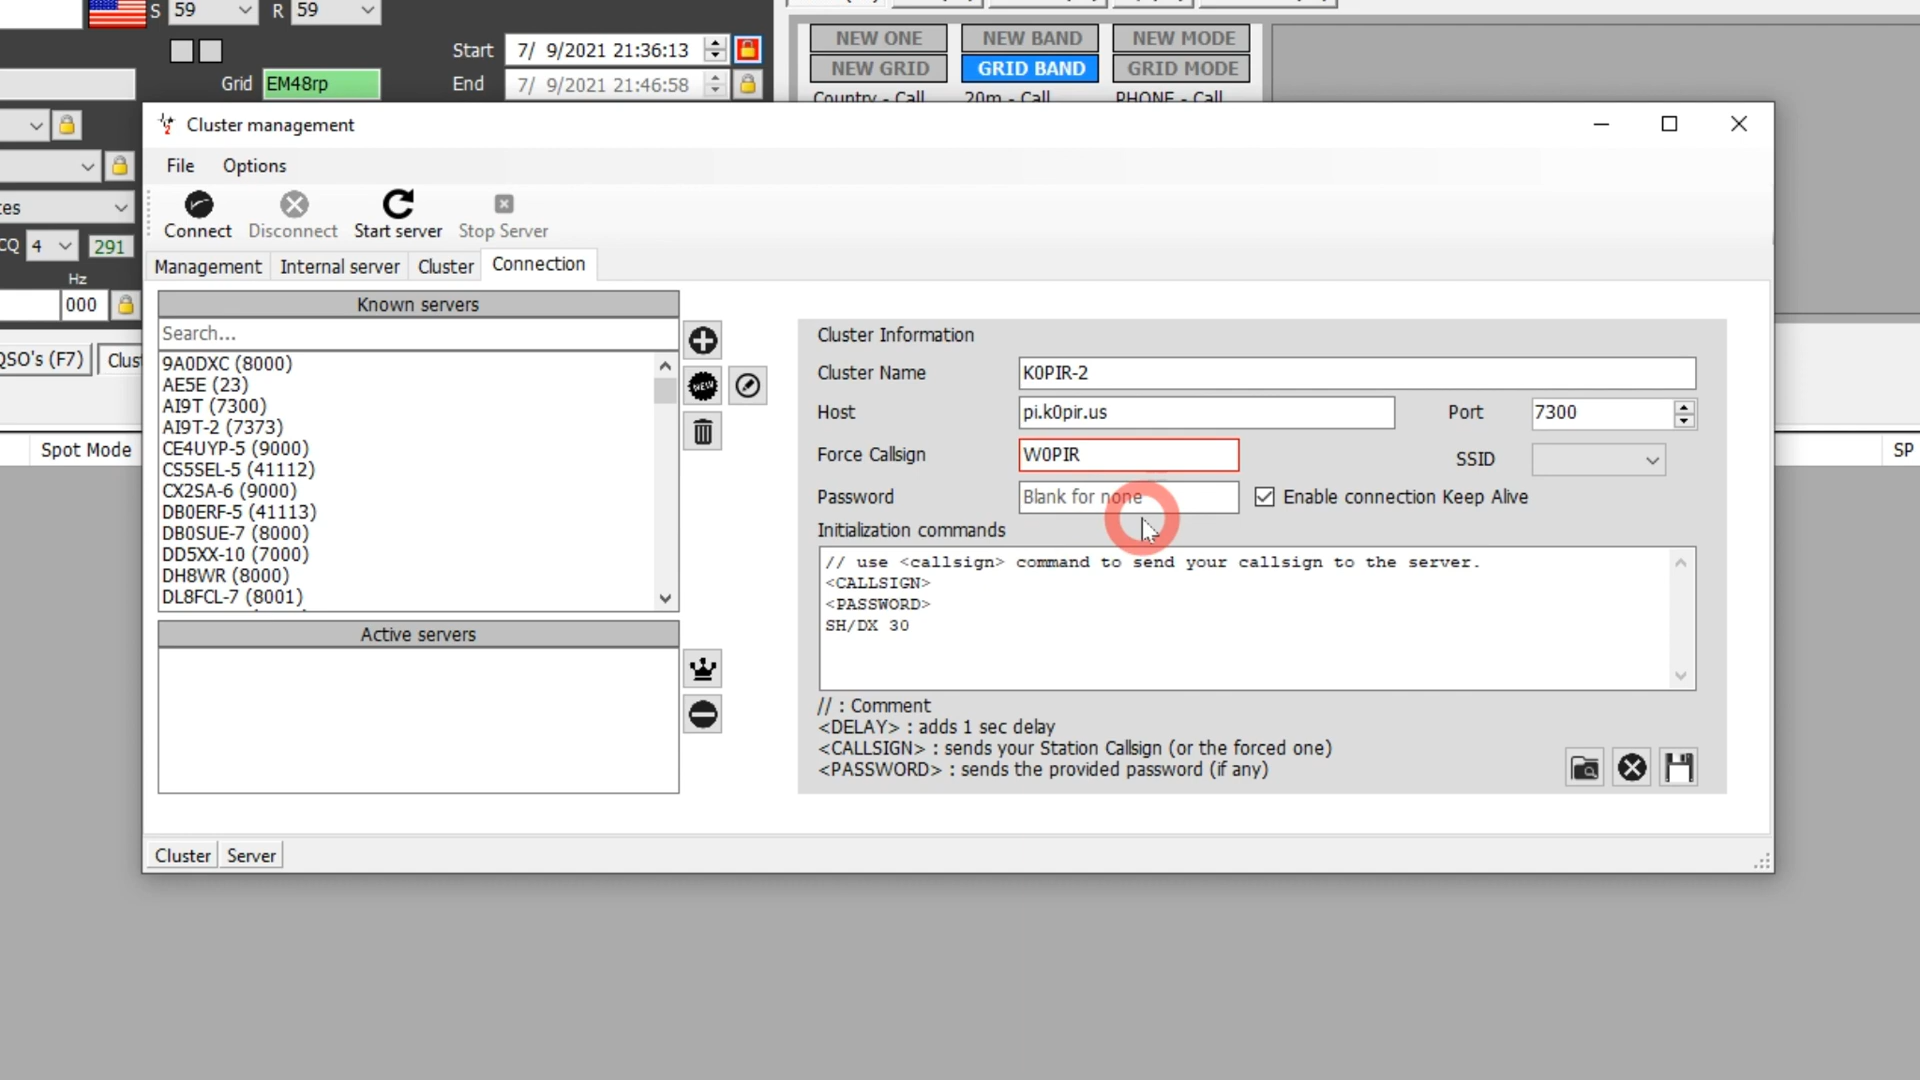 S 59 R 59
Start 7/ 9/2021 21:36:13
Grid EM48rp End 7/ 9/2021 21:46:58
NEW ONE NEW BAND NEW MODE
NEW GRID GRID BAND GRID MODE
Country - Call 20m - Call PHONE - Call
CQ 4 291
Hz
000
QSO's (F7)
Spot Mode
SP
Cluster management
File Options
Connect Disconnect Start server Stop Server
Management Internal server Cluster Connection
Known servers
Search...
9A0DXC (8000)
AE5E (23)
AI9T (7300)
AI9T-2 (7373)
CE4UYP-5 (9000)
CS5SEL-5 (41112)
CX2SA-6 (9000)
DB0ERF-5 (41113)
DB0SUE-7 (8000)
DD5XX-10 (7000)
DH8WR (8000)
DL8FCL-7 (8001)
NEW
Active servers
Cluster Information
Cluster Name K0PIR-2
Host pi.k0pir.us Port 7300
Force Callsign W0PIR SSID
Password Blank for none Enable connection Keep Alive
Initialization commands
// use <callsign> command to send your callsign to the server.
<CALLSIGN>
<PASSWORD>
SH/DX 30
// : Comment
<DELAY> : adds 1 sec delay
<CALLSIGN> : sends your Station Callsign (or the forced one)
<PASSWORD> : sends the provided password (if any)
Cluster Server